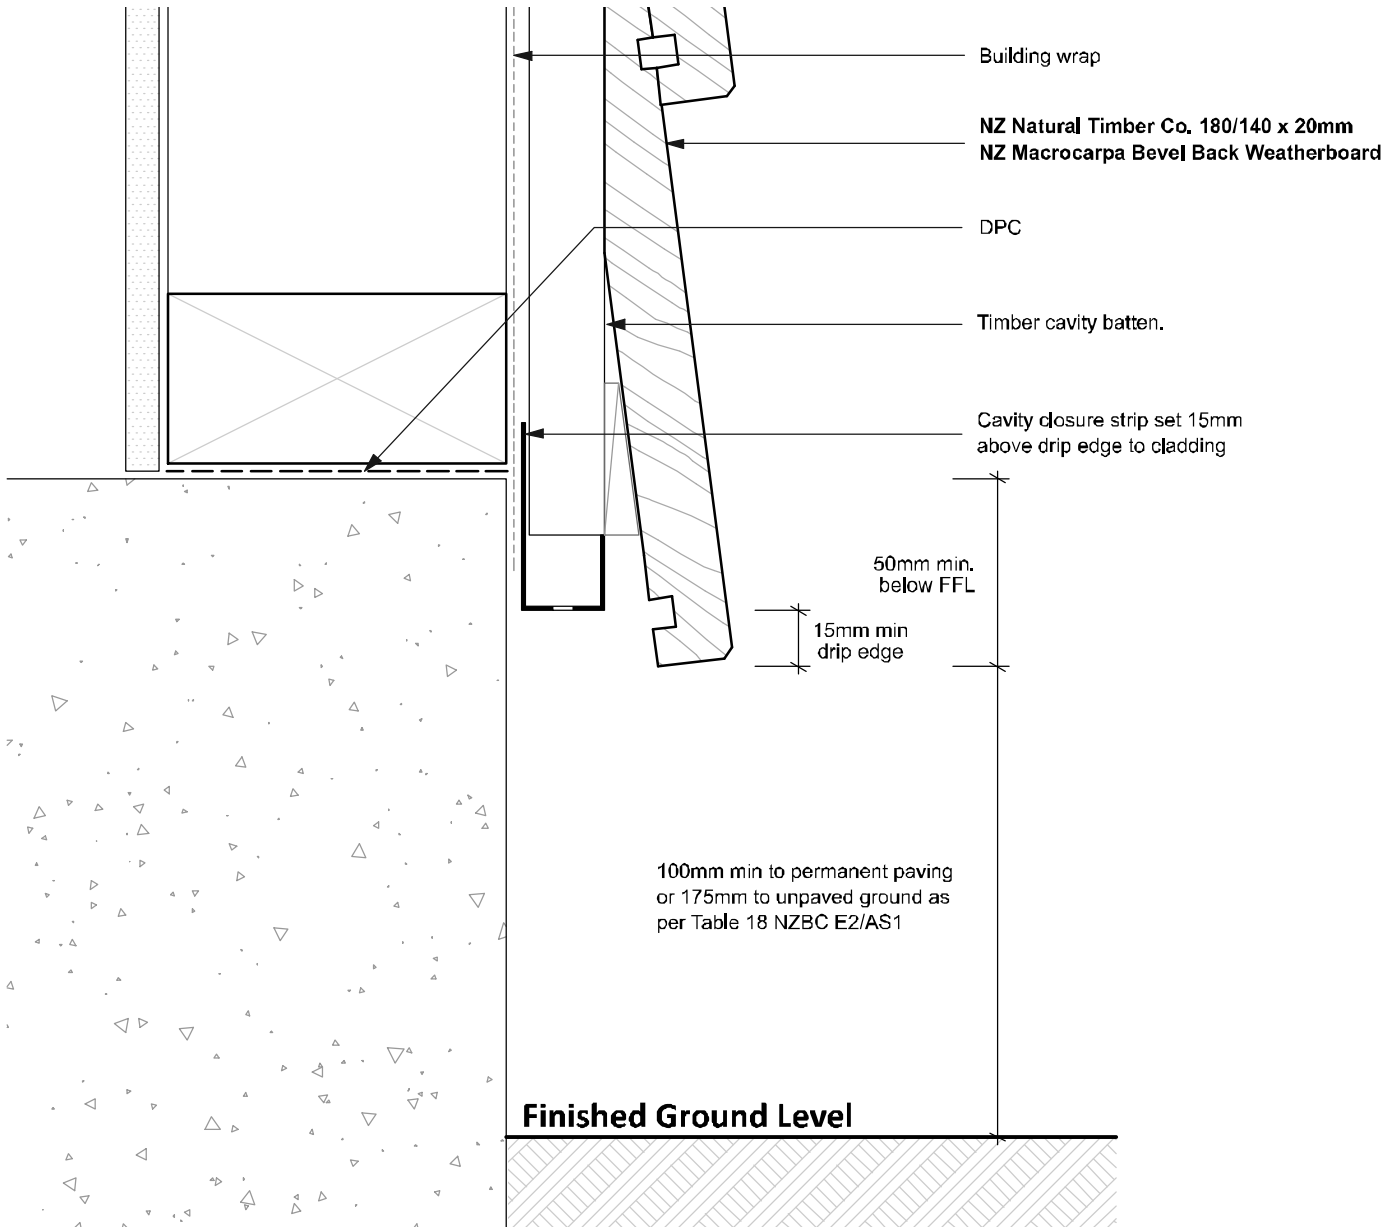 Building wrap
NZ Natural Timber Co. 180/140 x 20mm
NZ Macrocarpa Bevel Back Weatherboard
DPC
Timber cavity batten.
Cavity closure strip set 15mm
above drip edge to cladding
50mm min.
below FFL
15mm min
drip edge
100mm min to permanent paving
or 175mm to unpaved ground as
per Table 18 NZBC E2/AS1
Finished Ground Level